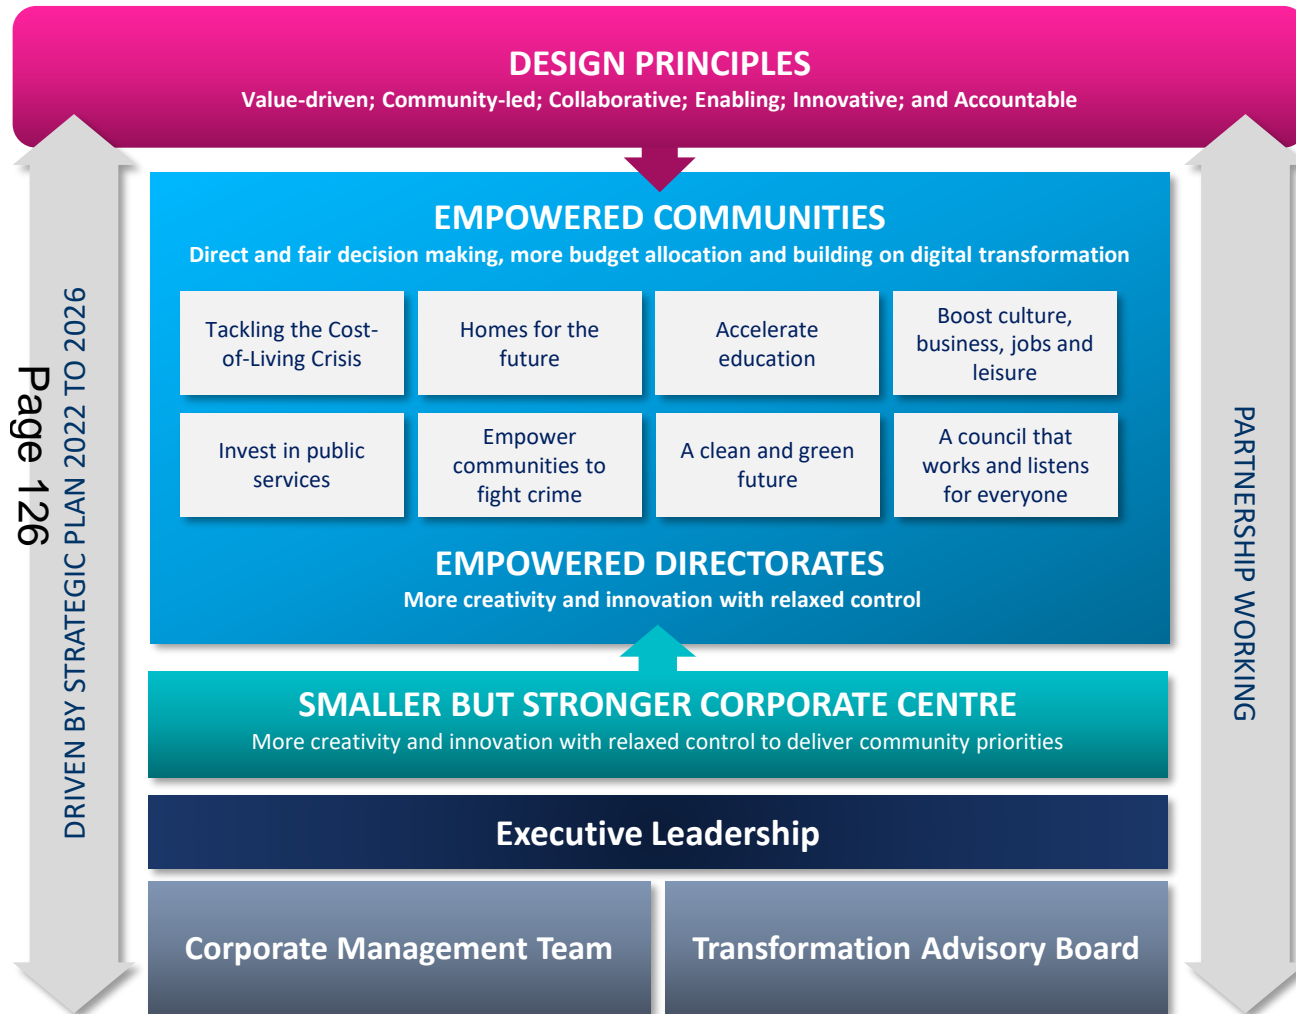 DESIGN PRINCIPLES
Value-driven; Community-led; Collaborative; Enabling; Innovative; and Accountable
EMPOWERED COMMUNITIES
Direct and fair decision making, more budget allocation and building on digital transformation
Tackling the Cost-
of-Living Crisis
Homes for the
future
Accelerate
education
Boost culture,
business, jobs and
leisure
Invest in public
services
Empower
communities to
fight crime
A clean and green
future
A council that
works and listens
for everyone
EMPOWERED DIRECTORATES
More creativity and innovation with relaxed control
SMALLER BUT STRONGER CORPORATE CENTRE
More creativity and innovation with relaxed control to deliver community priorities
Executive Leadership
Corporate Management Team
Transformation Advisory Board
DRIVEN BY STRATEGIC PLAN 2022 TO 2026
Page 126
PARTNERSHIP WORKING